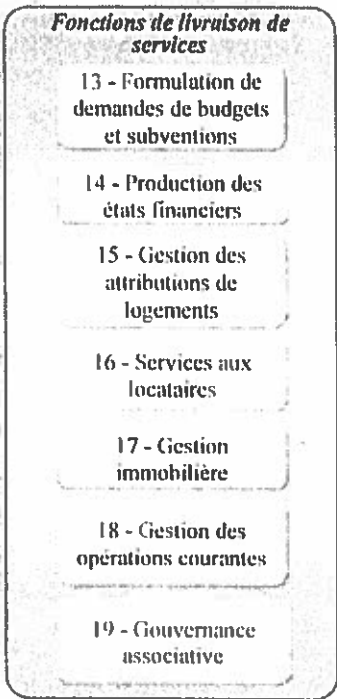 Fonctions de livraison de
services
13 - Formulation de
demandes de budgets
et subventions
14 - Production des
états financiers
15 - Gestion des
attributions de
logements
16 - Services aux
locataires
17 - Gestion
immobilière
18 - Gestion des
opérations courantes
19 - Gouvernance
associative